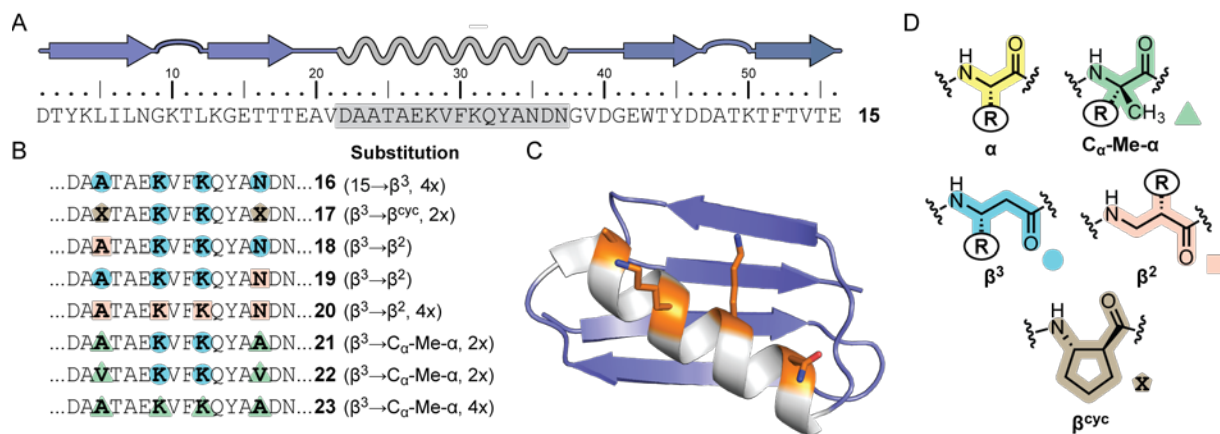 A
10 20 30 40 50
DTYKLILNGKTLKGETTTEAVDAATAEKVFKQYANDNGVDGEWTYDDATKTFTVTE 15
B
Substitution
...DAATAEKVFKQYANDN...16 (15→β³, 4x)
...DAXTAEKVFKQYAXDN...17 (β³→βᶜʸᶜ, 2x)
...DAATAEKVFKQYANDN...18 (β³→β²)
...DAATAEKVFKQYANDN...19 (β³→β²)
...DAATAEKVFKQYANDN...20 (β³→β², 4x)
...DAATAEKVFKQYAADN...21 (β³→Cα-Me-α, 2x)
...DAVTAEKVFKQYAVDN...22 (β³→Cα-Me-α, 2x)
...DAATAEKVFKQYAADN...23 (β³→Cα-Me-α, 4x)
C
D
H N O R
α
H N O R CH₃
Cα-Me-α
H N R O
β³
H N R O
β²
H N O
βᶜʸᶜ
X